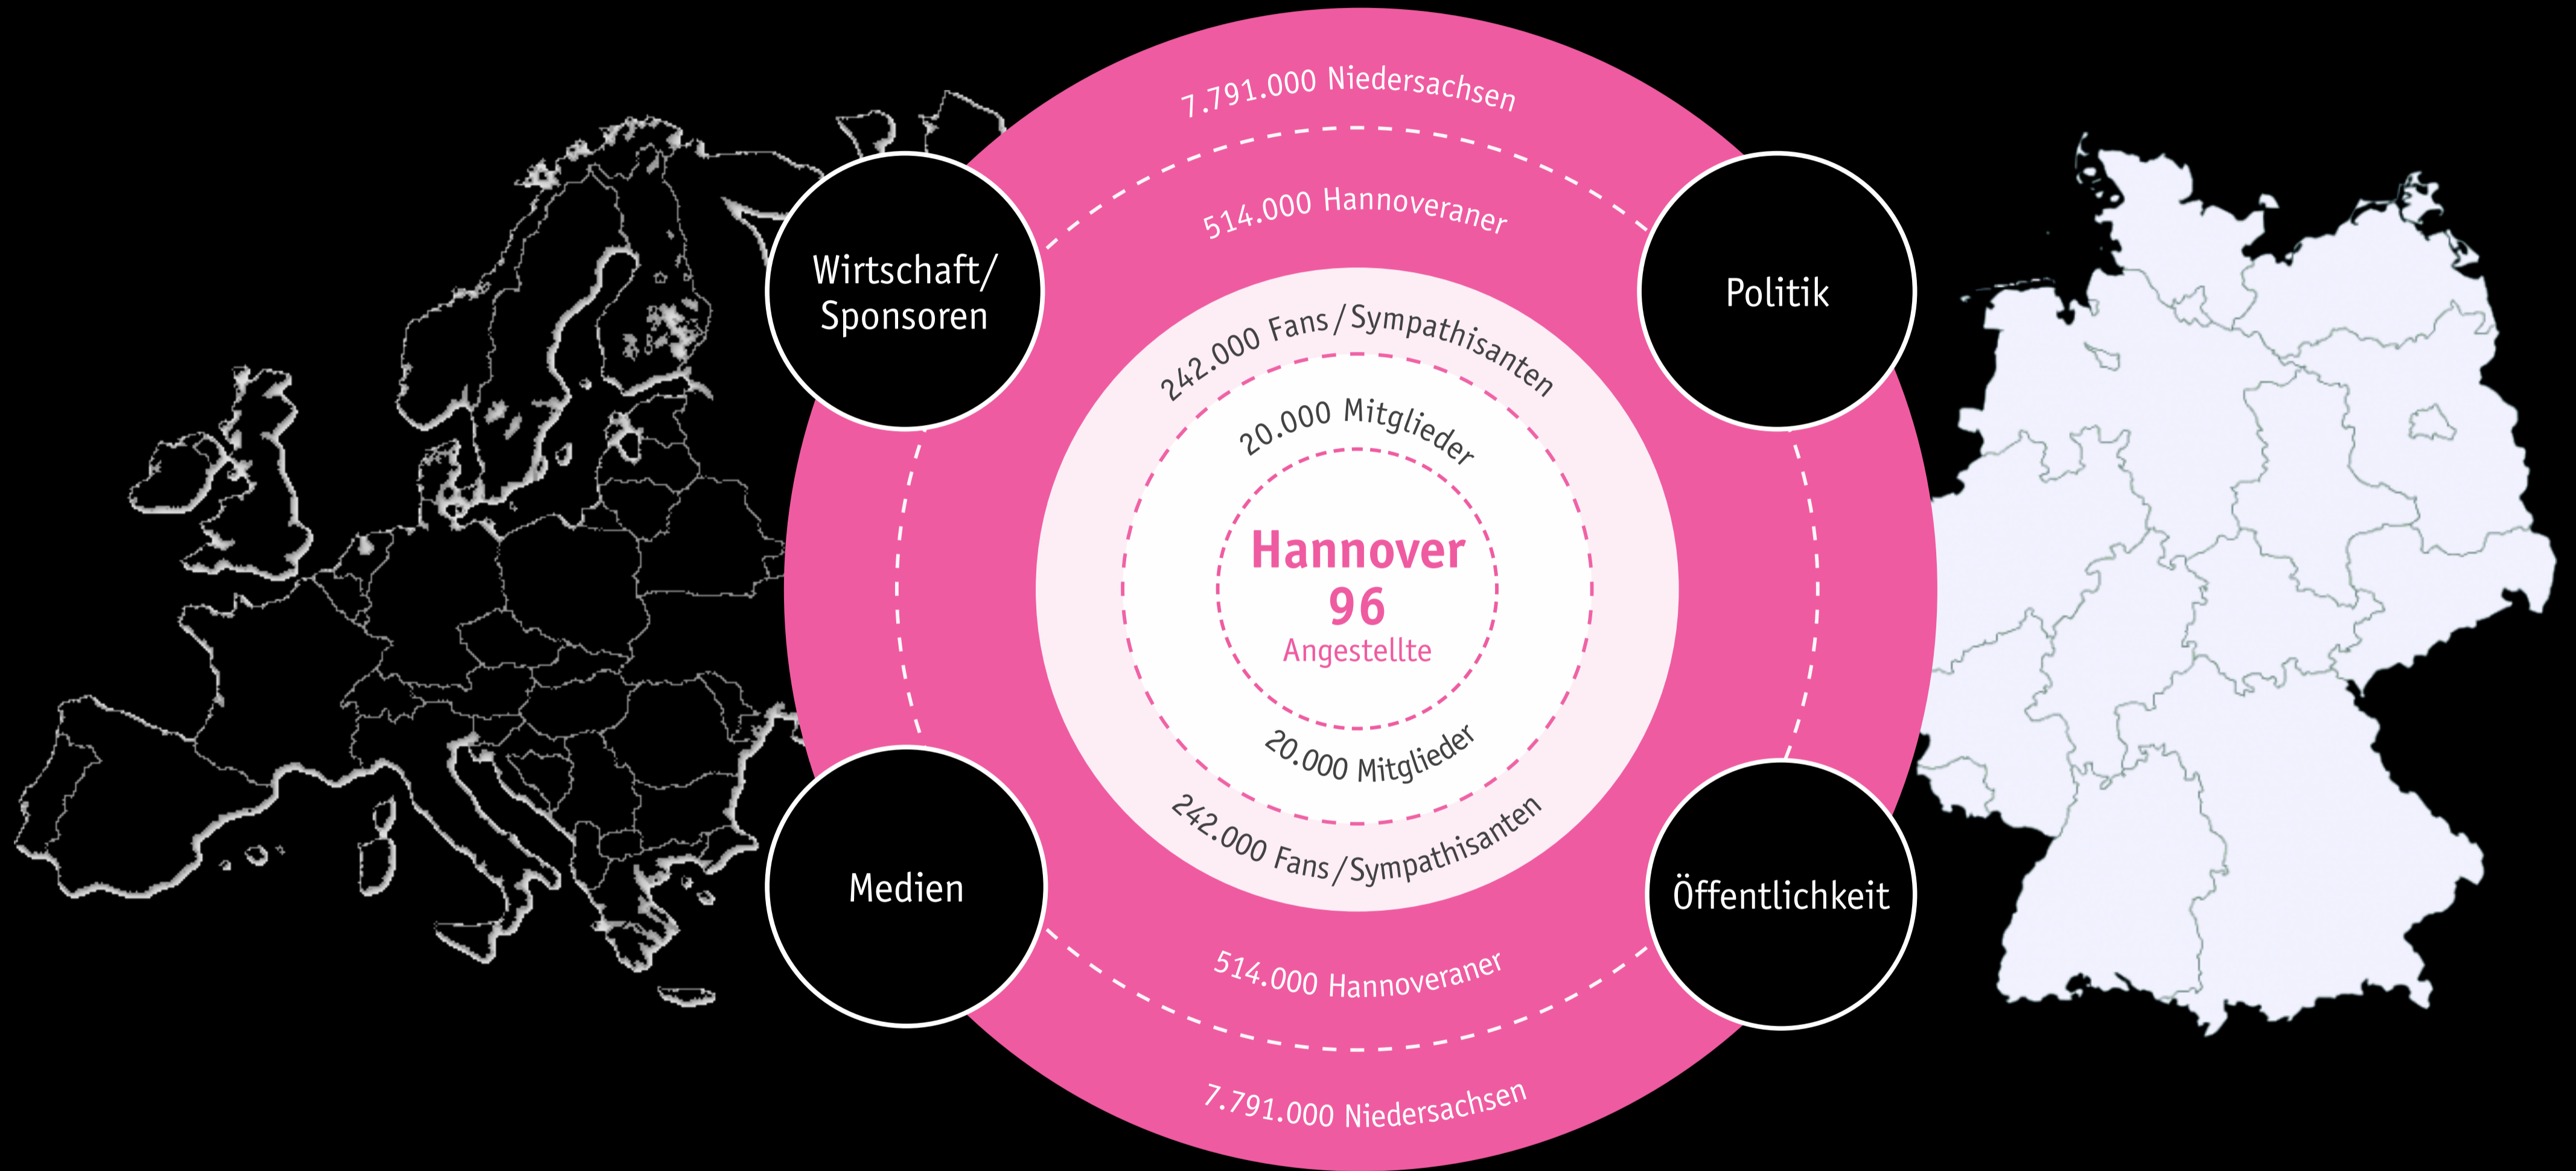 7.791.000 Niedersachsen
514.000 Hannoveraner
Wirtschaft/
Sponsoren
Politik
242.000 Fans/Sympathisanten
20.000 Mitglieder
Hannover
96
Angestellte
20.000 Mitglieder
242.000 Fans/Sympathisanten
Medien
Öffentlichkeit
514.000 Hannoveraner
7.791.000 Niedersachsen